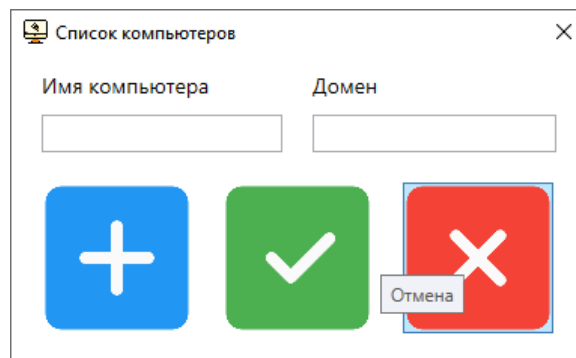 Список компьютеров
Имя компьютера
Домен
Отмена